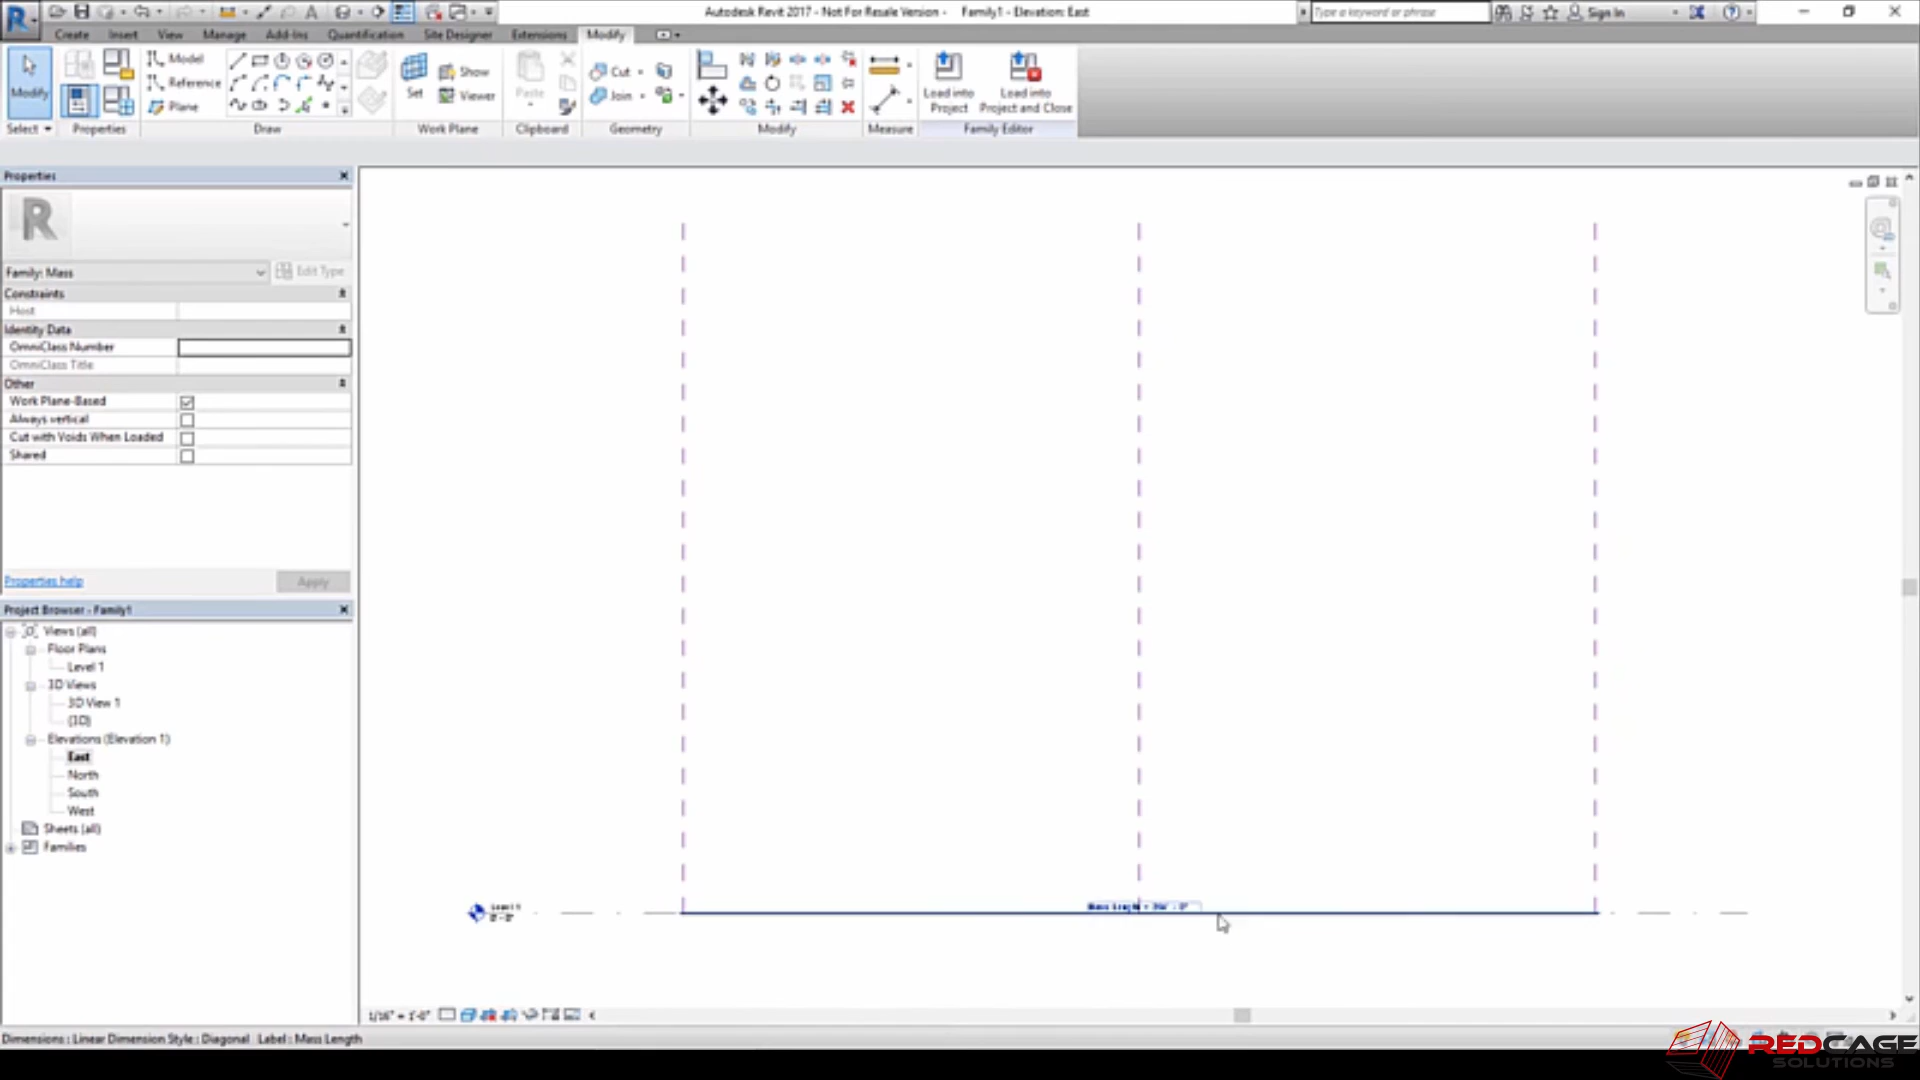 Autodesk Revit 2017 - Not For Resale Version - Family1 - Elevation: East
Type a keyword or phrase
Sign In
Create Insert View Manage Add-Ins Quantification Site Designer Extensions Modify
Modify
Model
Reference
Plane
Set
Show
Viewer
Paste
Cut
Join
Load into Project
Load into Project and Close
Select Properties Draw Work Plane Clipboard Geometry Modify Measure Family Editor
Properties
R
Family: Mass
Edit Type
Constraints
Host
Identity Data
OmniClass Number
OmniClass Title
Other
Work Plane-Based
Always vertical
Cut with Voids When Loaded
Shared
Properties help
Apply
Project Browser - Family1
Views (all)
Floor Plans
Level 1
3D Views
3D View 1
{3D}
Elevations (Elevation 1)
East
North
South
West
Sheets (all)
Families
Level 1
0' - 0"
1/16" = 1'-0"
Dimensions : Linear Dimension Style : Diagonal Label : Mass Length
REDCAGE
SOLUTIONS